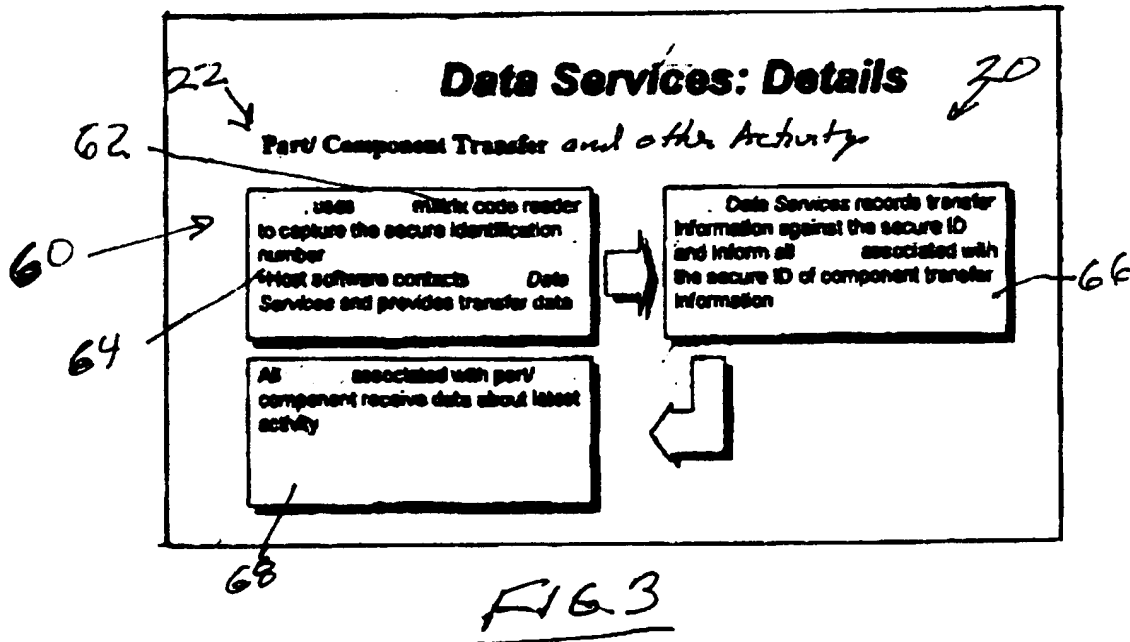 22
Data Services: Details
20
62
Part/ Component Transfer and other Activity
uses matrix code reader
to capture the secure identification
number
Host software contacts Data
Services and provides transfer data
60
64
Data Services records transfer
information against the secure ID
and inform all associated with
the secure ID of component transfer
information
66
All associated with part/
component receive data about latest
activity
68
FIG 3